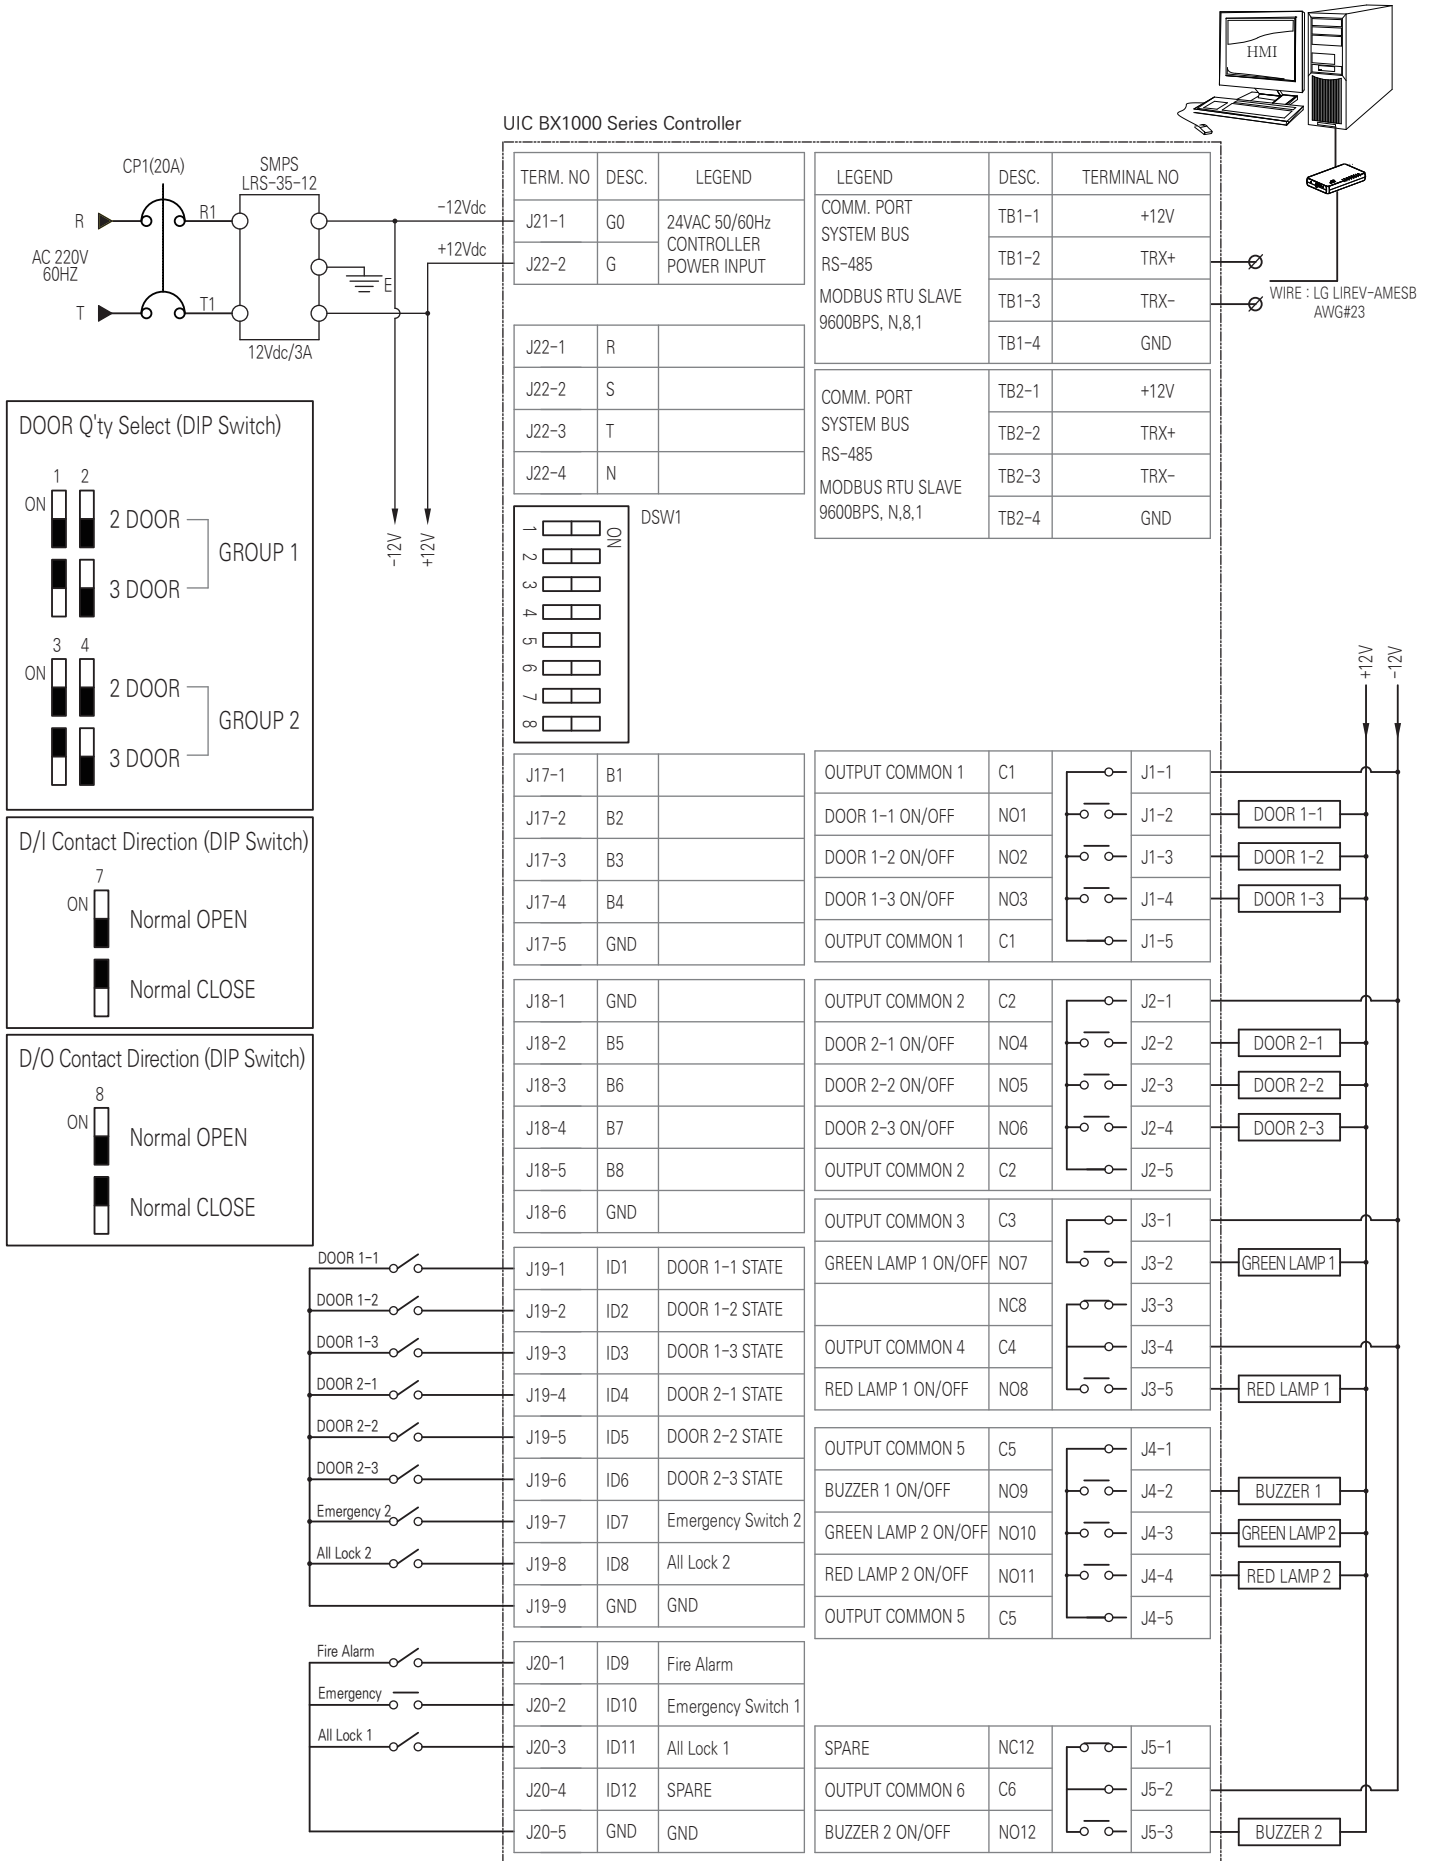 HMI
UIC BX1000 Series Controller
CP1(20A)
SMPS
LRS-35-12
R
R1
AC 220V
60HZ
E
T
T1
12Vdc/3A
-12Vdc
+12Vdc
-12V
+12V
TERM. NO DESC. LEGEND
J21-1 G0 24VAC 50/60Hz
CONTROLLER
J22-2 G POWER INPUT
J22-1 R
J22-2 S
J22-3 T
J22-4 N
LEGEND DESC. TERMINAL NO
COMM. PORT TB1-1 +12V
SYSTEM BUS
RS-485 TB1-2 TRX+
MODBUS RTU SLAVE TB1-3 TRX-
9600BPS, N,8,1
TB1-4 GND
WIRE : LG LIREV-AMESB
AWG#23
COMM. PORT TB2-1 +12V
SYSTEM BUS TB2-2 TRX+
RS-485
MODBUS RTU SLAVE TB2-3 TRX-
9600BPS, N,8,1 TB2-4 GND
DSW1
ON
1
2
3
4
5
6
7
8
DOOR Q'ty Select (DIP Switch)
1 2
ON
2 DOOR
GROUP 1
3 DOOR
3 4
ON
2 DOOR
GROUP 2
3 DOOR
D/I Contact Direction (DIP Switch)
7
ON
Normal OPEN
Normal CLOSE
D/O Contact Direction (DIP Switch)
8
ON
Normal OPEN
Normal CLOSE
J17-1 B1
J17-2 B2
J17-3 B3
J17-4 B4
J17-5 GND
J18-1 GND
J18-2 B5
J18-3 B6
J18-4 B7
J18-5 B8
J18-6 GND
DOOR 1-1 J19-1 ID1 DOOR 1-1 STATE
DOOR 1-2 J19-2 ID2 DOOR 1-2 STATE
DOOR 1-3 J19-3 ID3 DOOR 1-3 STATE
DOOR 2-1 J19-4 ID4 DOOR 2-1 STATE
DOOR 2-2 J19-5 ID5 DOOR 2-2 STATE
DOOR 2-3 J19-6 ID6 DOOR 2-3 STATE
Emergency 2 J19-7 ID7 Emergency Switch 2
All Lock 2 J19-8 ID8 All Lock 2
J19-9 GND GND
Fire Alarm J20-1 ID9 Fire Alarm
Emergency J20-2 ID10 Emergency Switch 1
All Lock 1 J20-3 ID11 All Lock 1
J20-4 ID12 SPARE
J20-5 GND GND
+12V
-12V
OUTPUT COMMON 1 C1 J1-1
DOOR 1-1 ON/OFF NO1 J1-2 DOOR 1-1
DOOR 1-2 ON/OFF NO2 J1-3 DOOR 1-2
DOOR 1-3 ON/OFF NO3 J1-4 DOOR 1-3
OUTPUT COMMON 1 C1 J1-5
OUTPUT COMMON 2 C2 J2-1
DOOR 2-1 ON/OFF NO4 J2-2 DOOR 2-1
DOOR 2-2 ON/OFF NO5 J2-3 DOOR 2-2
DOOR 2-3 ON/OFF NO6 J2-4 DOOR 2-3
OUTPUT COMMON 2 C2 J2-5
OUTPUT COMMON 3 C3 J3-1
GREEN LAMP 1 ON/OFF NO7 J3-2 GREEN LAMP 1
NC8 J3-3
OUTPUT COMMON 4 C4 J3-4
RED LAMP 1 ON/OFF NO8 J3-5 RED LAMP 1
OUTPUT COMMON 5 C5 J4-1
BUZZER 1 ON/OFF NO9 J4-2 BUZZER 1
GREEN LAMP 2 ON/OFF NO10 J4-3 GREEN LAMP 2
RED LAMP 2 ON/OFF NO11 J4-4 RED LAMP 2
OUTPUT COMMON 5 C5 J4-5
SPARE NC12 J5-1
OUTPUT COMMON 6 C6 J5-2
BUZZER 2 ON/OFF NO12 J5-3 BUZZER 2